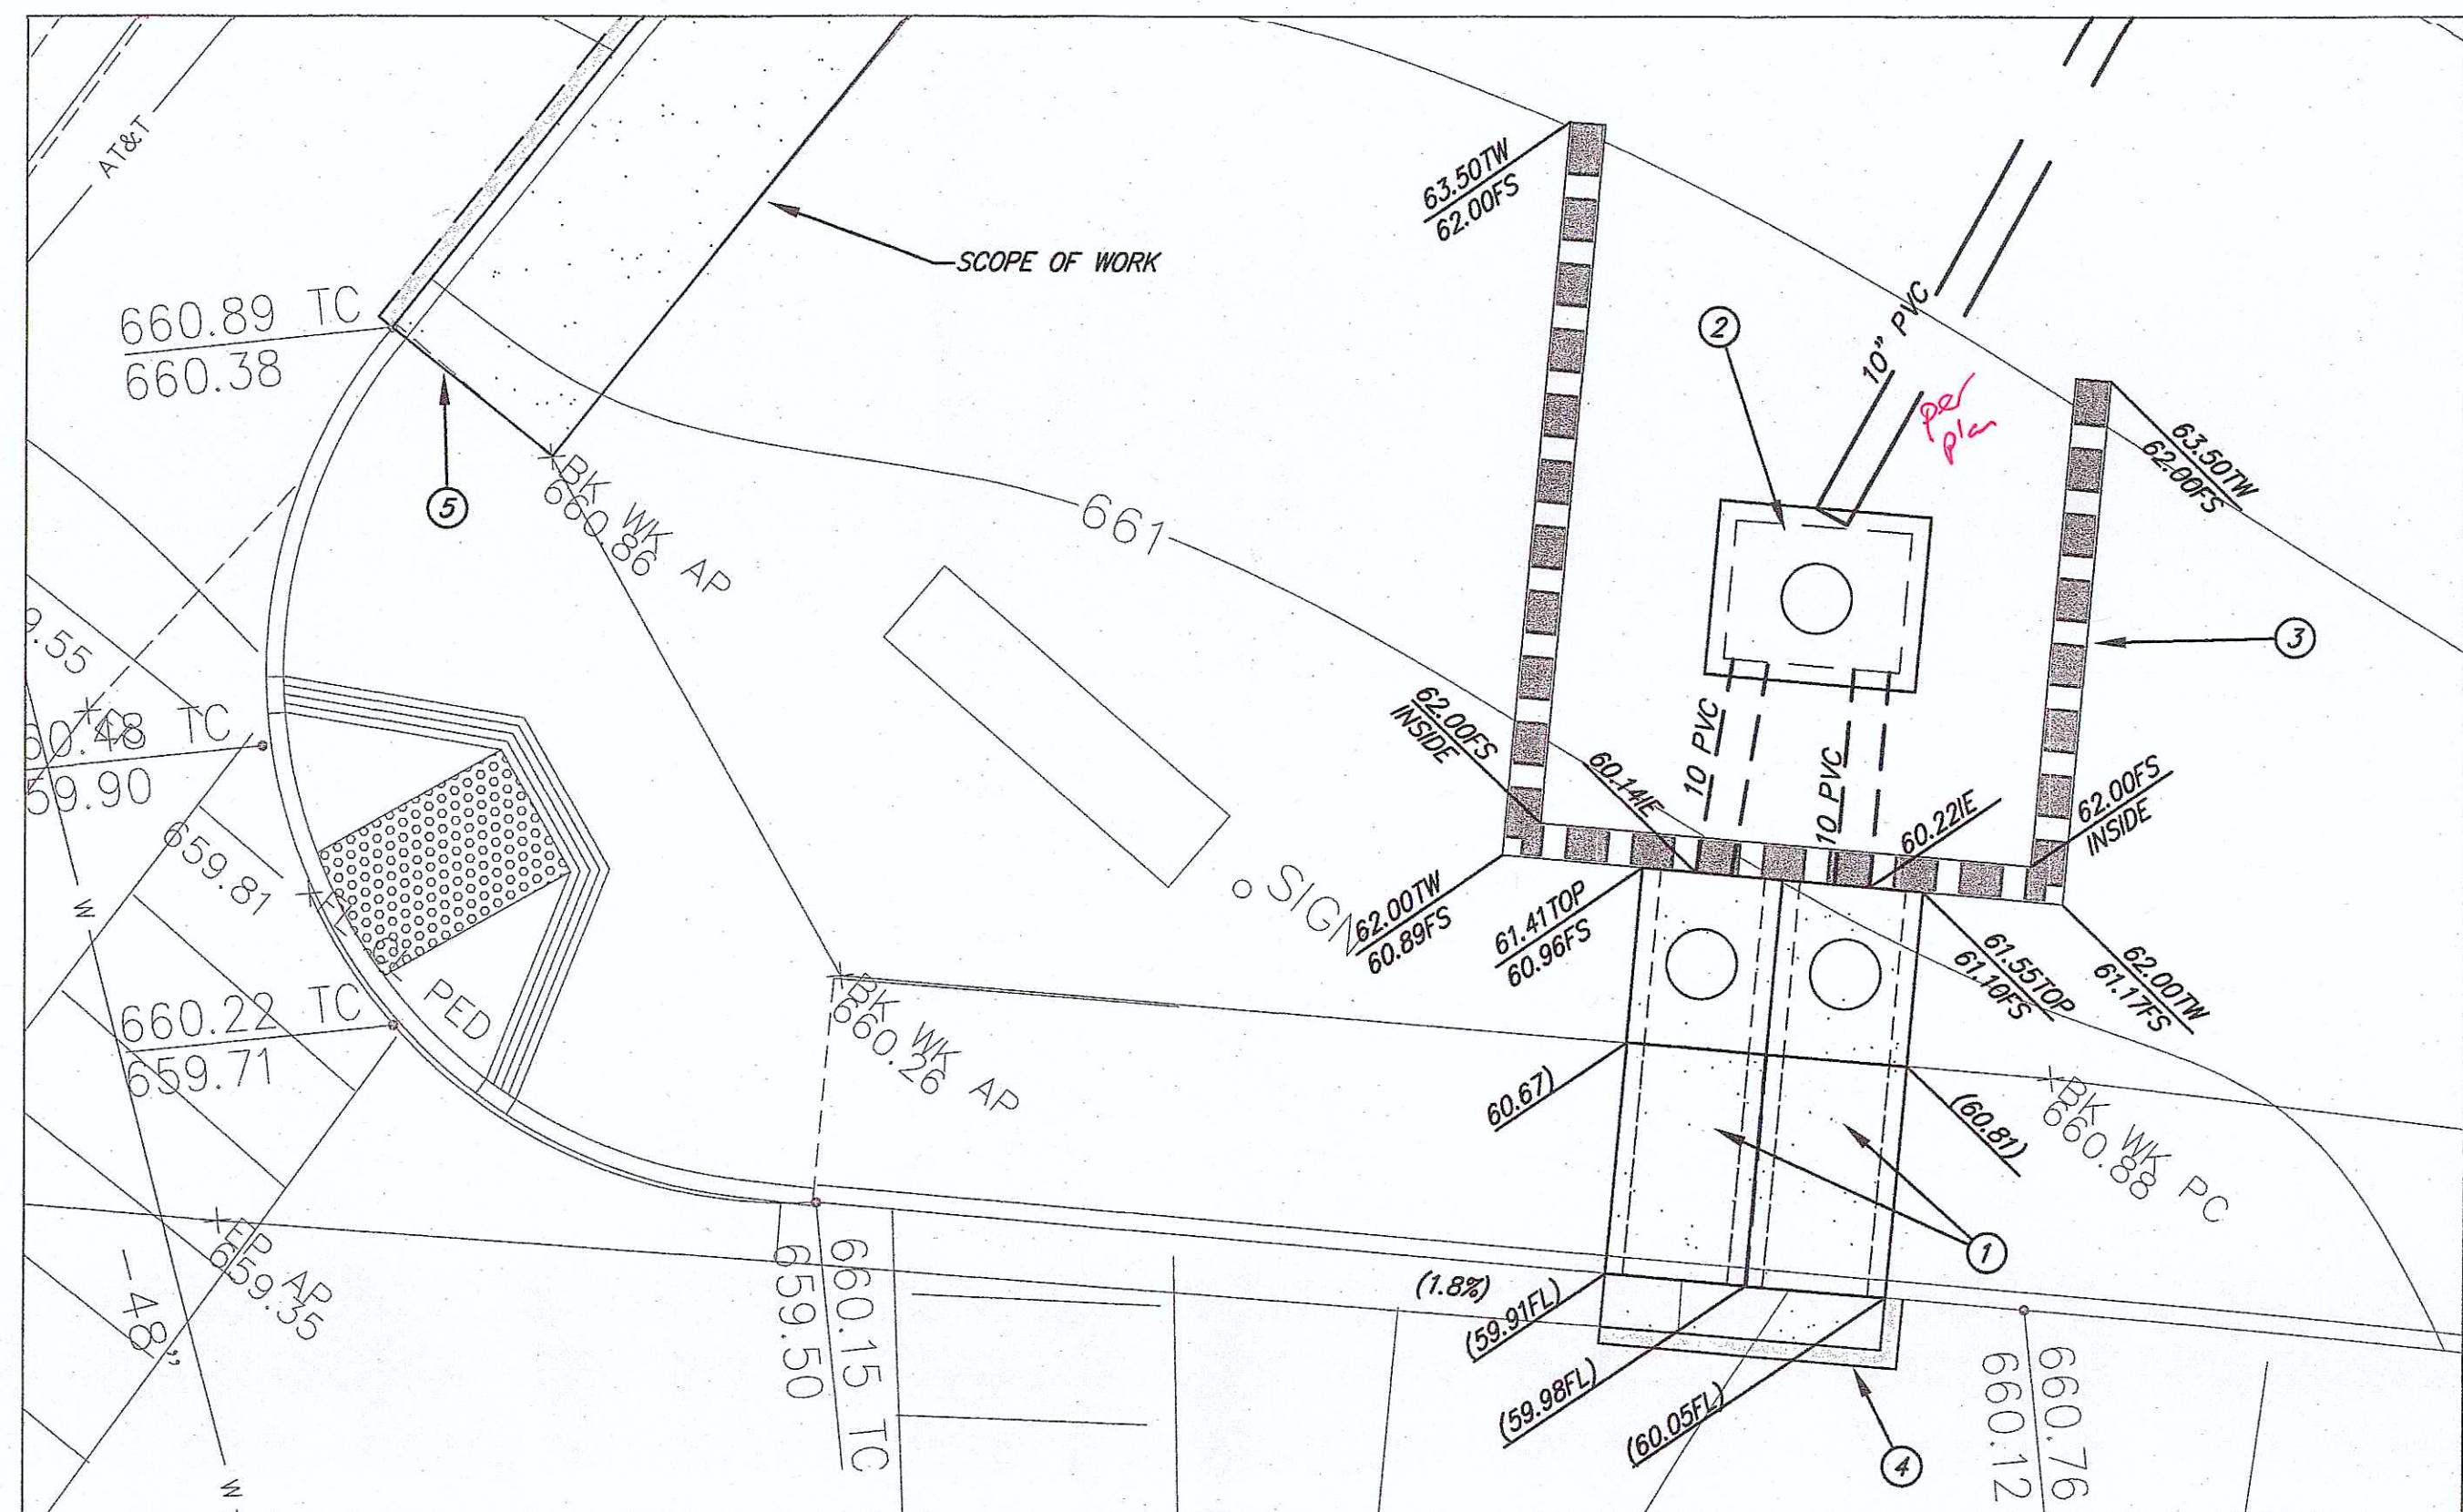 AT&T
SCOPE OF WORK
660.89 TC
660.38
5
BK WK AP
660.86
661
63.50TW
62.00FS
2
10" PVC
per
plan
63.50TW
62.00FS
3
9.55
60.48 TC
59.90
659.81
PED
660.22 TC
659.71
W
62.00FS
INSIDE
60.14IE
10 PVC
10 PVC
60.22IE
62.00FS
INSIDE
SIGN
62.00TW
60.89FS
61.41TOP
60.96FS
61.55TOP
61.10FS
62.00TW
61.17FS
BK WK AP
660.26
60.67)
(60.81)
BK WK PC
660.88
1
EP AP
659.35
48"
W
660.15 TC
659.50
(1.8%)
(59.91FL)
(59.98FL)
(60.05FL)
4
660.76
660.12